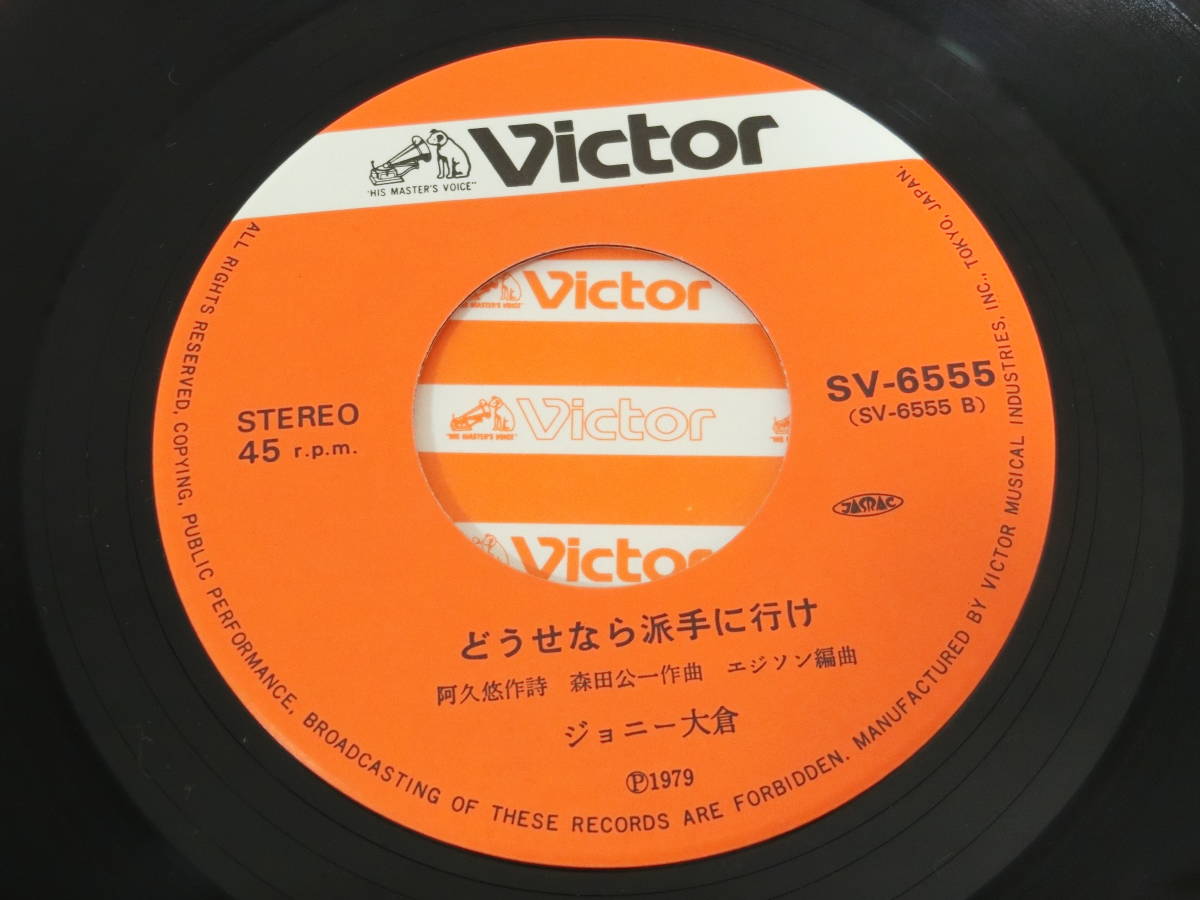 Victor
"HIS MASTER'S VOICE"
Victor
"HIS MASTER'S VOICE"
Victor
"HIS MASTER'S VOICE"
Victor
STEREO
45 r.p.m.
SV-6555
(SV-6555 B)
JASRAC
どうせなら派手に行け
阿久悠作詩 森田公一作曲 エジソン編曲
ジョニー大倉
Ⓟ1979
ALL RIGHTS RESERVED, COPYING, PUBLIC PERFORMANCE, BROADCASTING OF THESE RECORDS ARE FORBIDDEN. MANUFACTURED BY VICTOR MUSICAL INDUSTRIES, INC., TOKYO, JAPAN.